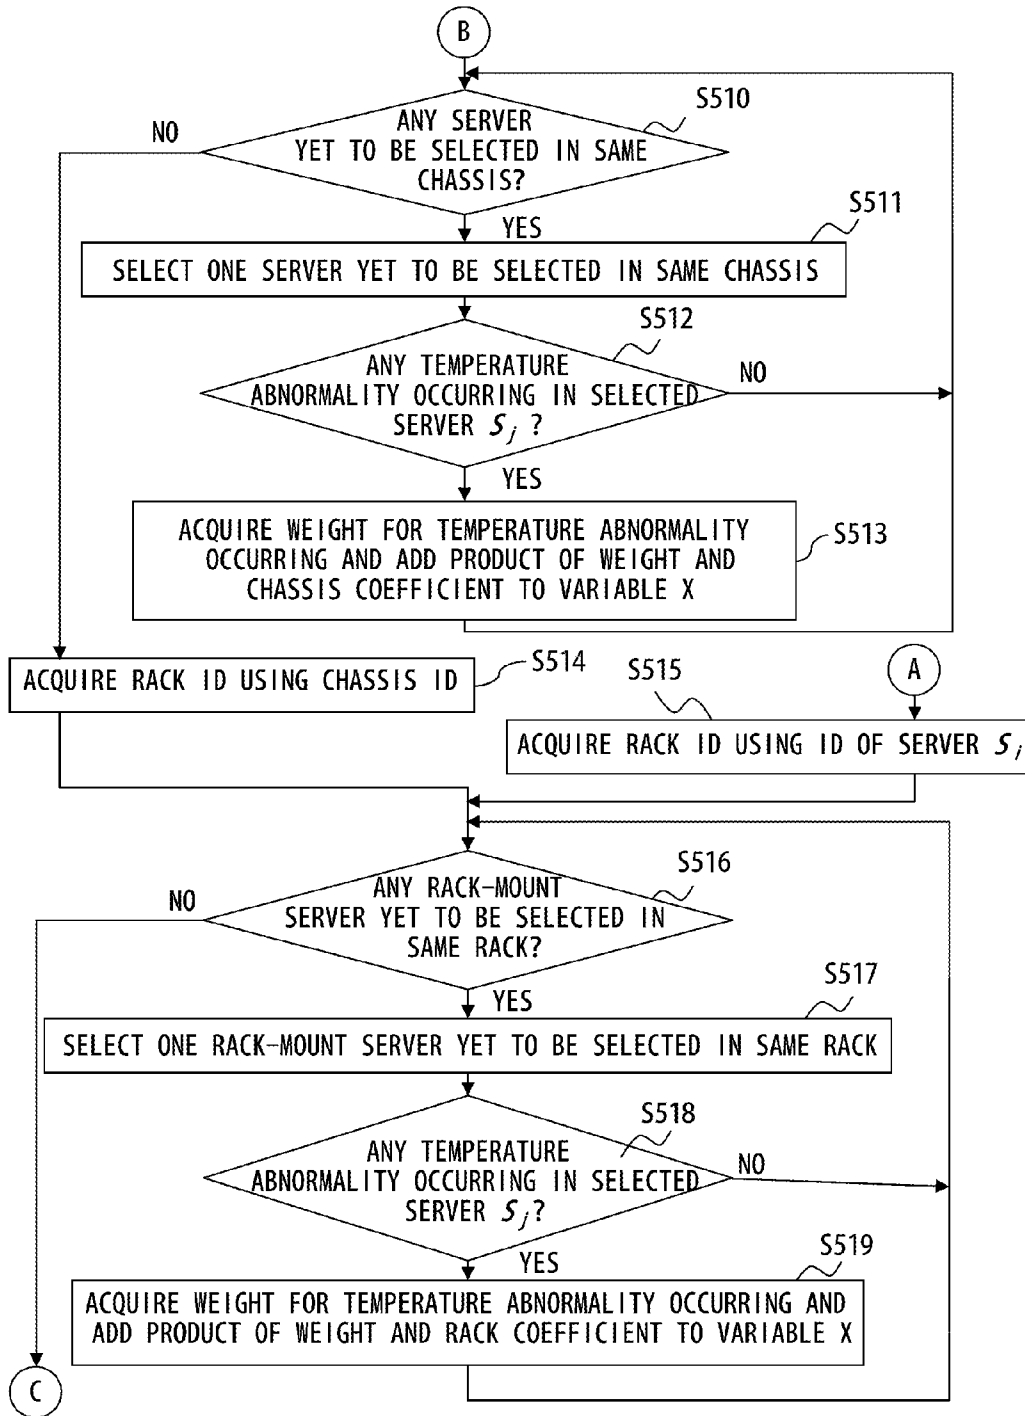 B
S510
NO
ANY SERVER
YET TO BE SELECTED IN SAME
CHASSIS?
YES
S511
SELECT ONE SERVER YET TO BE SELECTED IN SAME CHASSIS
S512
ANY TEMPERATURE
ABNORMALITY OCCURRING IN SELECTED
SERVER Sj ?
NO
YES
ACQUIRE WEIGHT FOR TEMPERATURE ABNORMALITY
OCCURRING AND ADD PRODUCT OF WEIGHT AND
CHASSIS COEFFICIENT TO VARIABLE X
S513
S514
ACQUIRE RACK ID USING CHASSIS ID
S515
A
ACQUIRE RACK ID USING ID OF SERVER Si
S516
NO
ANY RACK-MOUNT
SERVER YET TO BE SELECTED IN
SAME RACK?
YES
S517
SELECT ONE RACK-MOUNT SERVER YET TO BE SELECTED IN SAME RACK
S518
ANY TEMPERATURE
ABNORMALITY OCCURRING IN SELECTED
SERVER Sj?
NO
YES
S519
ACQUIRE WEIGHT FOR TEMPERATURE ABNORMALITY OCCURRING AND
ADD PRODUCT OF WEIGHT AND RACK COEFFICIENT TO VARIABLE X
C